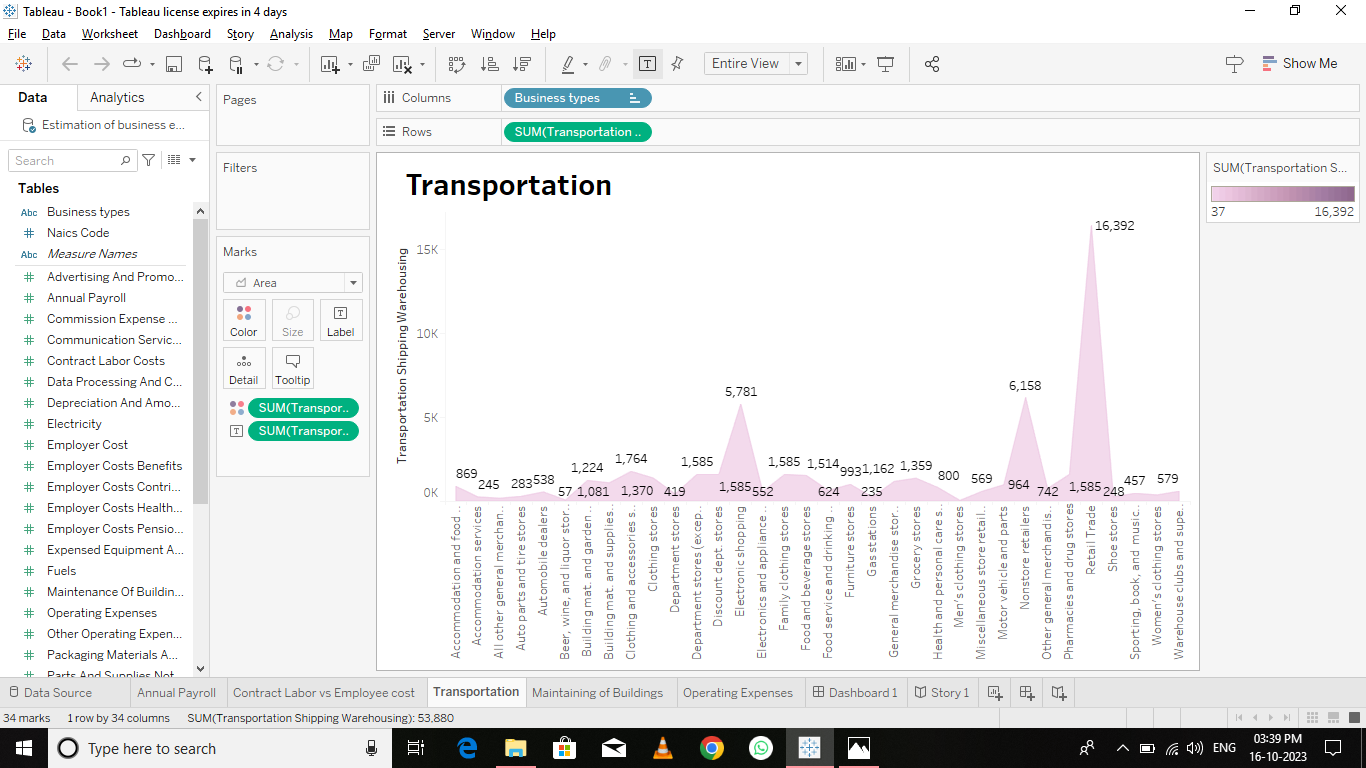 Tableau - Book1 - Tableau license expires in 4 days
File Data Worksheet Dashboard Story Analysis Map Format Server Window Help
Entire View
Show Me
Data Analytics
Estimation of business e...
Search
Tables
Abc Business types
# Naics Code
Abc Measure Names
# Advertising And Promo...
# Annual Payroll
# Commission Expense ...
# Communication Servic...
# Contract Labor Costs
# Data Processing And C...
# Depreciation And Amo...
# Electricity
# Employer Cost
# Employer Costs Benefits
# Employer Costs Contri...
# Employer Costs Health...
# Employer Costs Pensio...
# Expensed Equipment A...
# Fuels
# Maintenance Of Buildin...
# Operating Expenses
# Other Operating Expen...
# Packaging Materials A...
# Parts And Supplies Not
Pages
Filters
Marks
Area
Color Size Label
Detail Tooltip
SUM(Transpor..
T SUM(Transpor..
Columns Business types
Rows SUM(Transportation ..
Transportation
Transportation Shipping Warehousing
15K
10K
5K
0K
16,392
6,158
5,781
869 245 283 538 57 1,224 1,081 1,764 1,370 419 1,585 1,585 552 1,585 1,514 624 993 235 1,162 1,359 800 569 964 742 1,585 248 457 579
Accommodation and food ..
Accommodation services
All other general merchan..
Auto parts and tire stores
Automobile dealers
Beer, wine, and liquor stor..
Building mat. and garden ..
Building mat. and supplies..
Clothing and accessories s..
Clothing stores
Department stores
Department stores (excep..
Discount dept. stores
Electronic shopping
Electronics and appliance ..
Family clothing stores
Food and beverage stores
Food service and drinking ..
Furniture stores
Gas stations
General merchandise stor..
Grocery stores
Health and personal care s..
Men's clothing stores
Miscellaneous store retail..
Motor vehicle and parts
Nonstore retailers
Other general merchandis..
Pharmacies and drug stores
Retail Trade
Shoe stores
Sporting, book, and music..
Women's clothing stores
Warehouse clubs and supe..
SUM(Transportation S...
37 16,392
Data Source Annual Payroll Contract Labor vs Employee cost Transportation Maintaining of Buildings Operating Expenses Dashboard 1 Story 1
34 marks 1 row by 34 columns SUM(Transportation Shipping Warehousing): 53,880
Type here to search
ENG
03:39 PM
16-10-2023